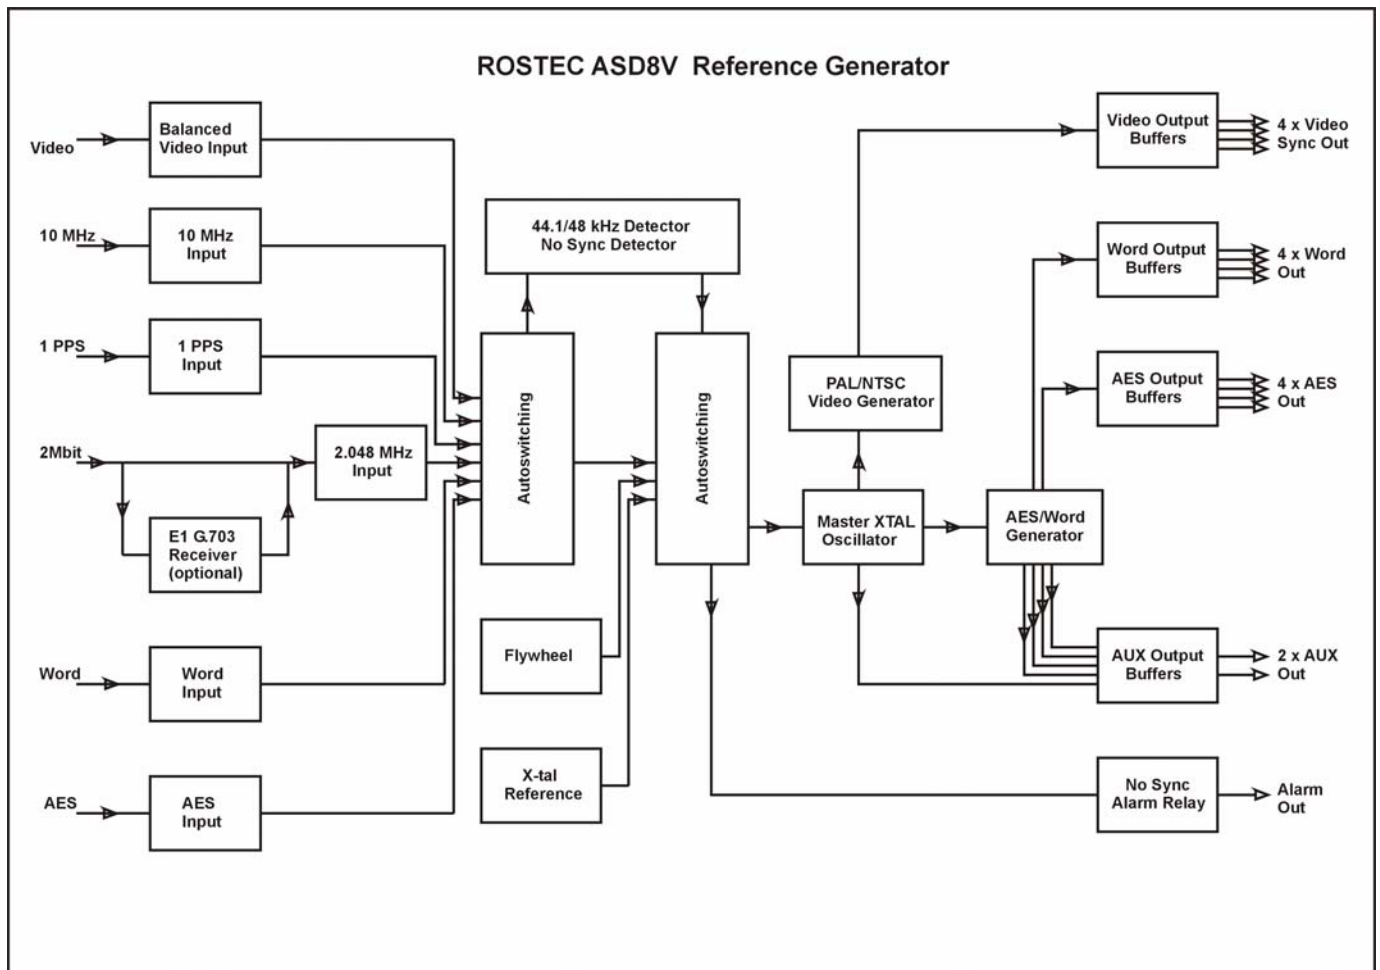 ROSTEC ASD8V Reference Generator
Video
Balanced
Video Input
10 MHz
10 MHz
Input
1 PPS
1 PPS
Input
2Mbit
2.048 MHz
Input
E1 G.703
Receiver
(optional)
Word
Word
Input
AES
AES
Input
44.1/48 kHz Detector
No Sync Detector
Autoswitching
Autoswitching
Flywheel
X-tal
Reference
PAL/NTSC
Video Generator
Master XTAL
Oscillator
AES/Word
Generator
Video Output
Buffers
4 x Video
Sync Out
Word Output
Buffers
4 x Word
Out
AES Output
Buffers
4 x AES
Out
AUX Output
Buffers
2 x AUX
Out
No Sync
Alarm Relay
Alarm
Out